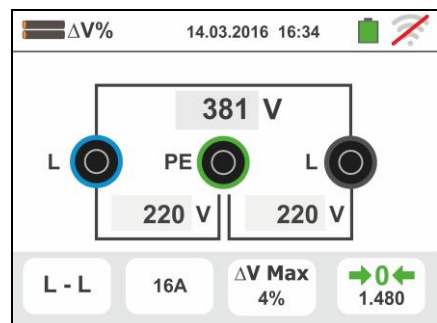 ΔV% 14.03.2016 16:34
381 V
L PE L
220 V 220 V
L - L 16A ΔV Max 4% ➔0← 1.480